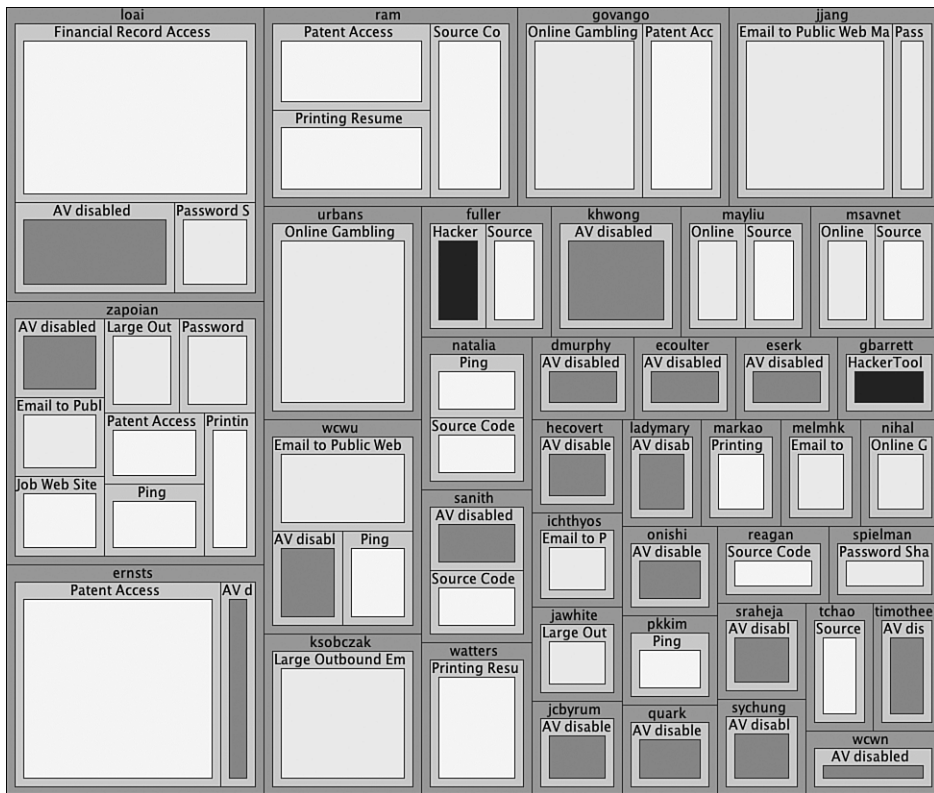 loai
Financial Record Access
AV disabled
Password S
zapoian
AV disabled
Large Out
Password
Email to Publ
Patent Access
Printin
Job Web Site
Ping
ernsts
Patent Access
AV d
ram
Patent Access
Source Co
Printing Resume
govango
Online Gambling
Patent Acc
jjang
Email to Public Web Ma
Pass
urbans
Online Gambling
fuller
Hacker
Source
khwong
AV disabled
mayliu
Online
Source
msavnet
Online
Source
wcwu
Email to Public Web
AV disabl
Ping
ksobczak
Large Outbound Em
natalia
Ping
Source Code
sanith
AV disabled
Source Code
watters
Printing Resu
dmurphy
AV disabled
ecoulter
AV disabled
eserk
AV disabled
gbarrett
HackerTool
hecovert
AV disable
ladymary
AV disab
markao
Printing
melmhk
Email to
nihal
Online G
ichthyos
Email to P
onishi
AV disable
reagan
Source Code
spielman
Password Sha
jawhite
Large Out
pkkim
Ping
sraheja
AV disabl
tchao
Source
timothee
AV dis
jcbyrum
AV disable
quark
AV disable
sychung
AV disabl
wcwn
AV disabled